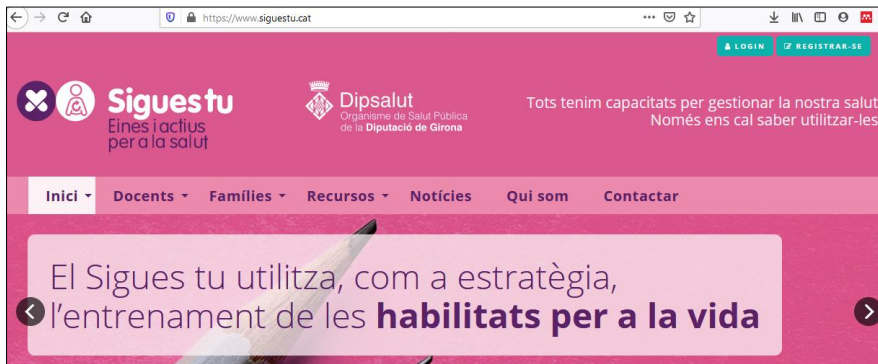 https://www.siguestu.cat
LOGIN
REGISTRAR-SE
Sigues tu
Eines i actius
per a la salut
Dipsalut
Organisme de Salut Pública
de la Diputació de Girona
Tots tenim capacitats per gestionar la nostra salut
Només ens cal saber utilitzar-les
Inici Docents Famílies Recursos Notícies Qui som Contactar
El Sigues tu utilitza, com a estratègia,
l'entrenament de les habilitats per a la vida